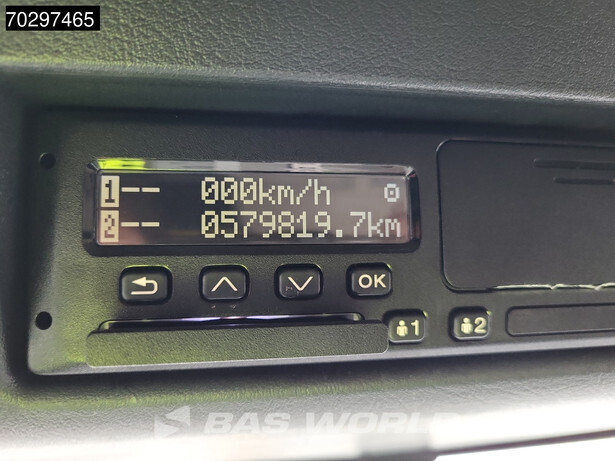 70297465
1-- 000km/h
2-- 0579819.7km
OK
1 2
BAS WORLD